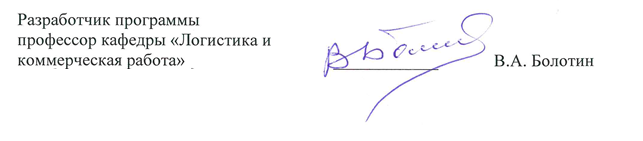 Разработчик программы
профессор кафедры «Логистика и
коммерческая работа» В.А. Болотин